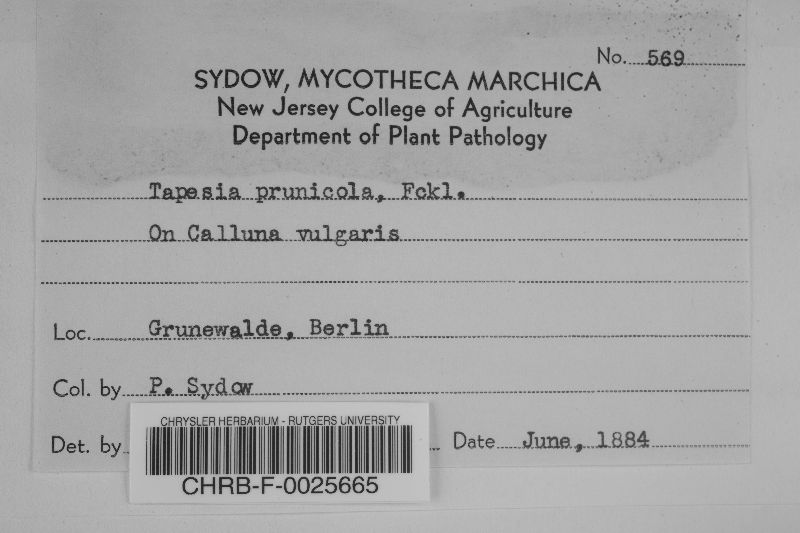 No. 569
SYDOW, MYCOTHECA MARCHICA
New Jersey College of Agriculture
Department of Plant Pathology
Tapesia prunicola, Fckl.
On Calluna vulgaris
Loc. Grunewalde, Berlin
Col. by P. Sydow
Det. by
Date June, 1884
CHRYSLER HERBARIUM - RUTGERS UNIVERSITY
CHRB-F-0025665